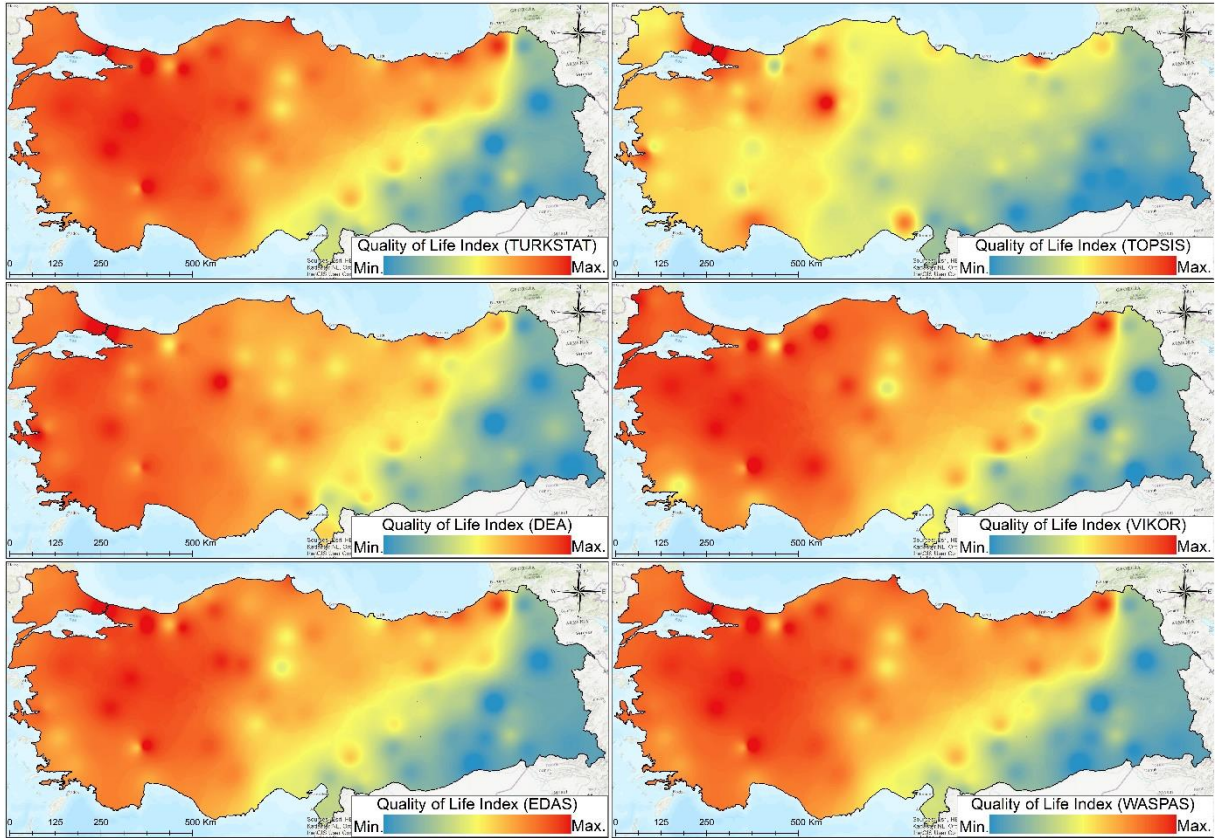 N
W E
S
Quality of Life Index (TURKSTAT)
Min. Max.
0 125 250 500 Km
N
W E
S
Quality of Life Index (TOPSIS)
Min. Max.
0 125 250 500 Km
N
W E
S
Quality of Life Index (DEA)
Min. Max.
0 125 250 500 Km
N
W E
S
Quality of Life Index (VIKOR)
Min. Max.
0 125 250 500 Km
N
W E
S
Quality of Life Index (EDAS)
Min. Max.
0 125 250 500 Km
N
W E
S
Quality of Life Index (WASPAS)
Min. Max.
0 125 250 500 Km